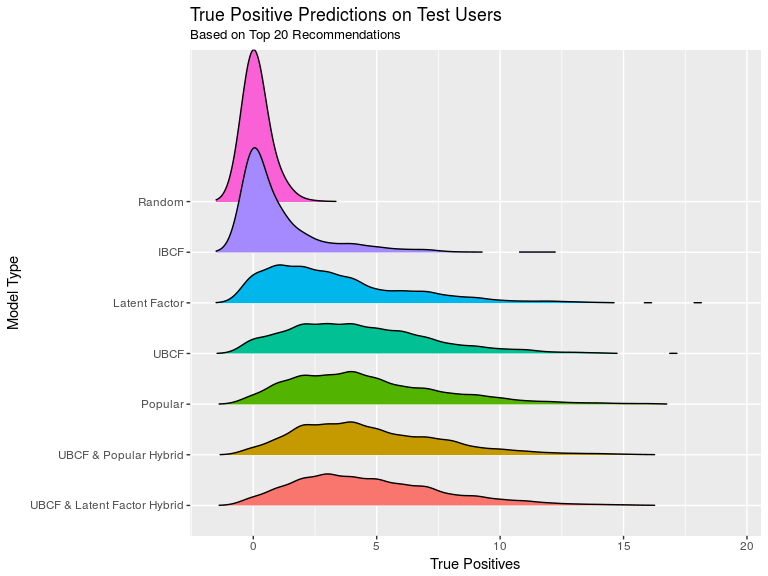 True Positive Predictions on Test Users
Based on Top 20 Recommendations
Model Type
Random
IBCF
Latent Factor
UBCF
Popular
UBCF & Popular Hybrid
UBCF & Latent Factor Hybrid
0 5 10 15 20
True Positives